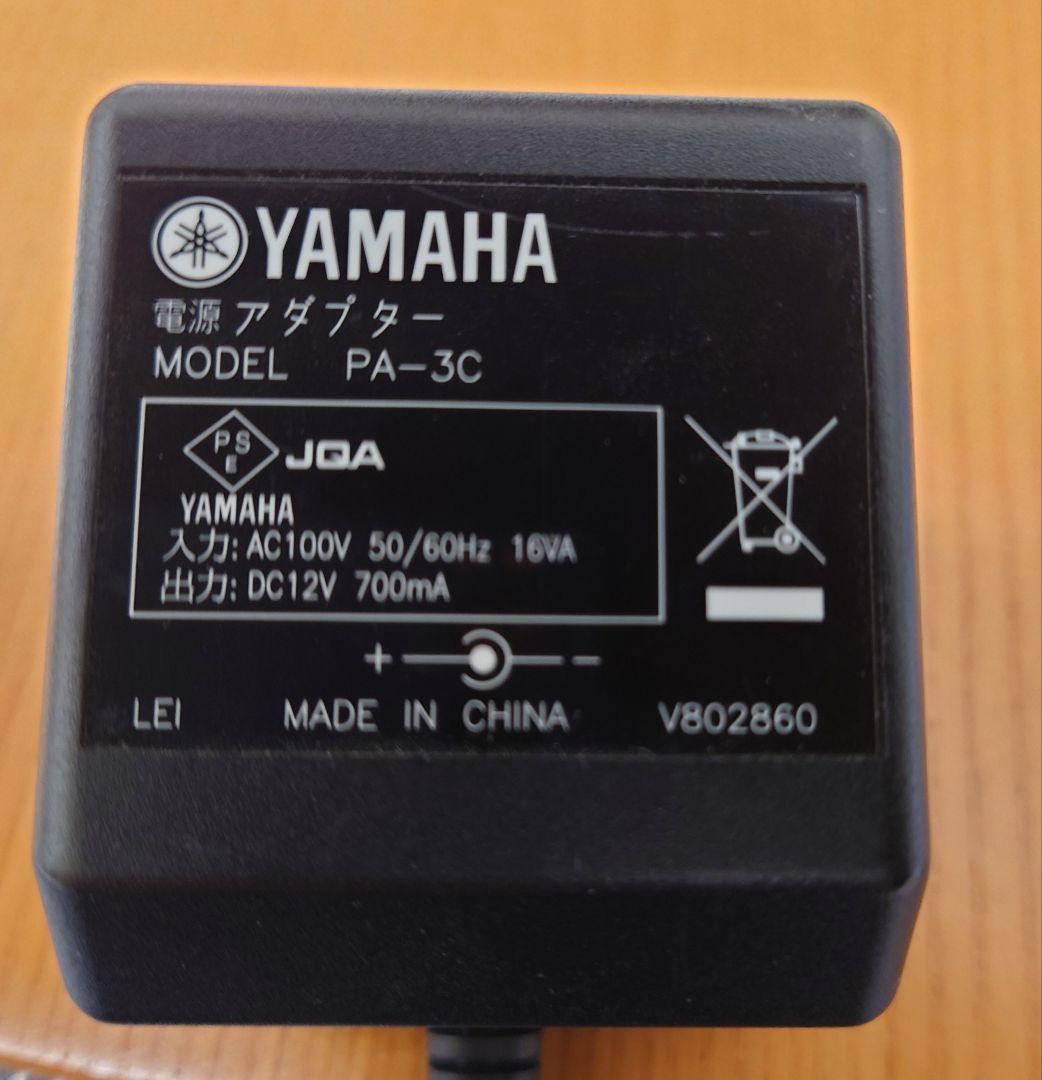 YAMAHA
電源アダプター
MODEL PA-3C
PS
E
JQA
YAMAHA
入力: AC100V 50/60Hz 16VA
出力: DC12V 700mA
+ −
LEI MADE IN CHINA V802860